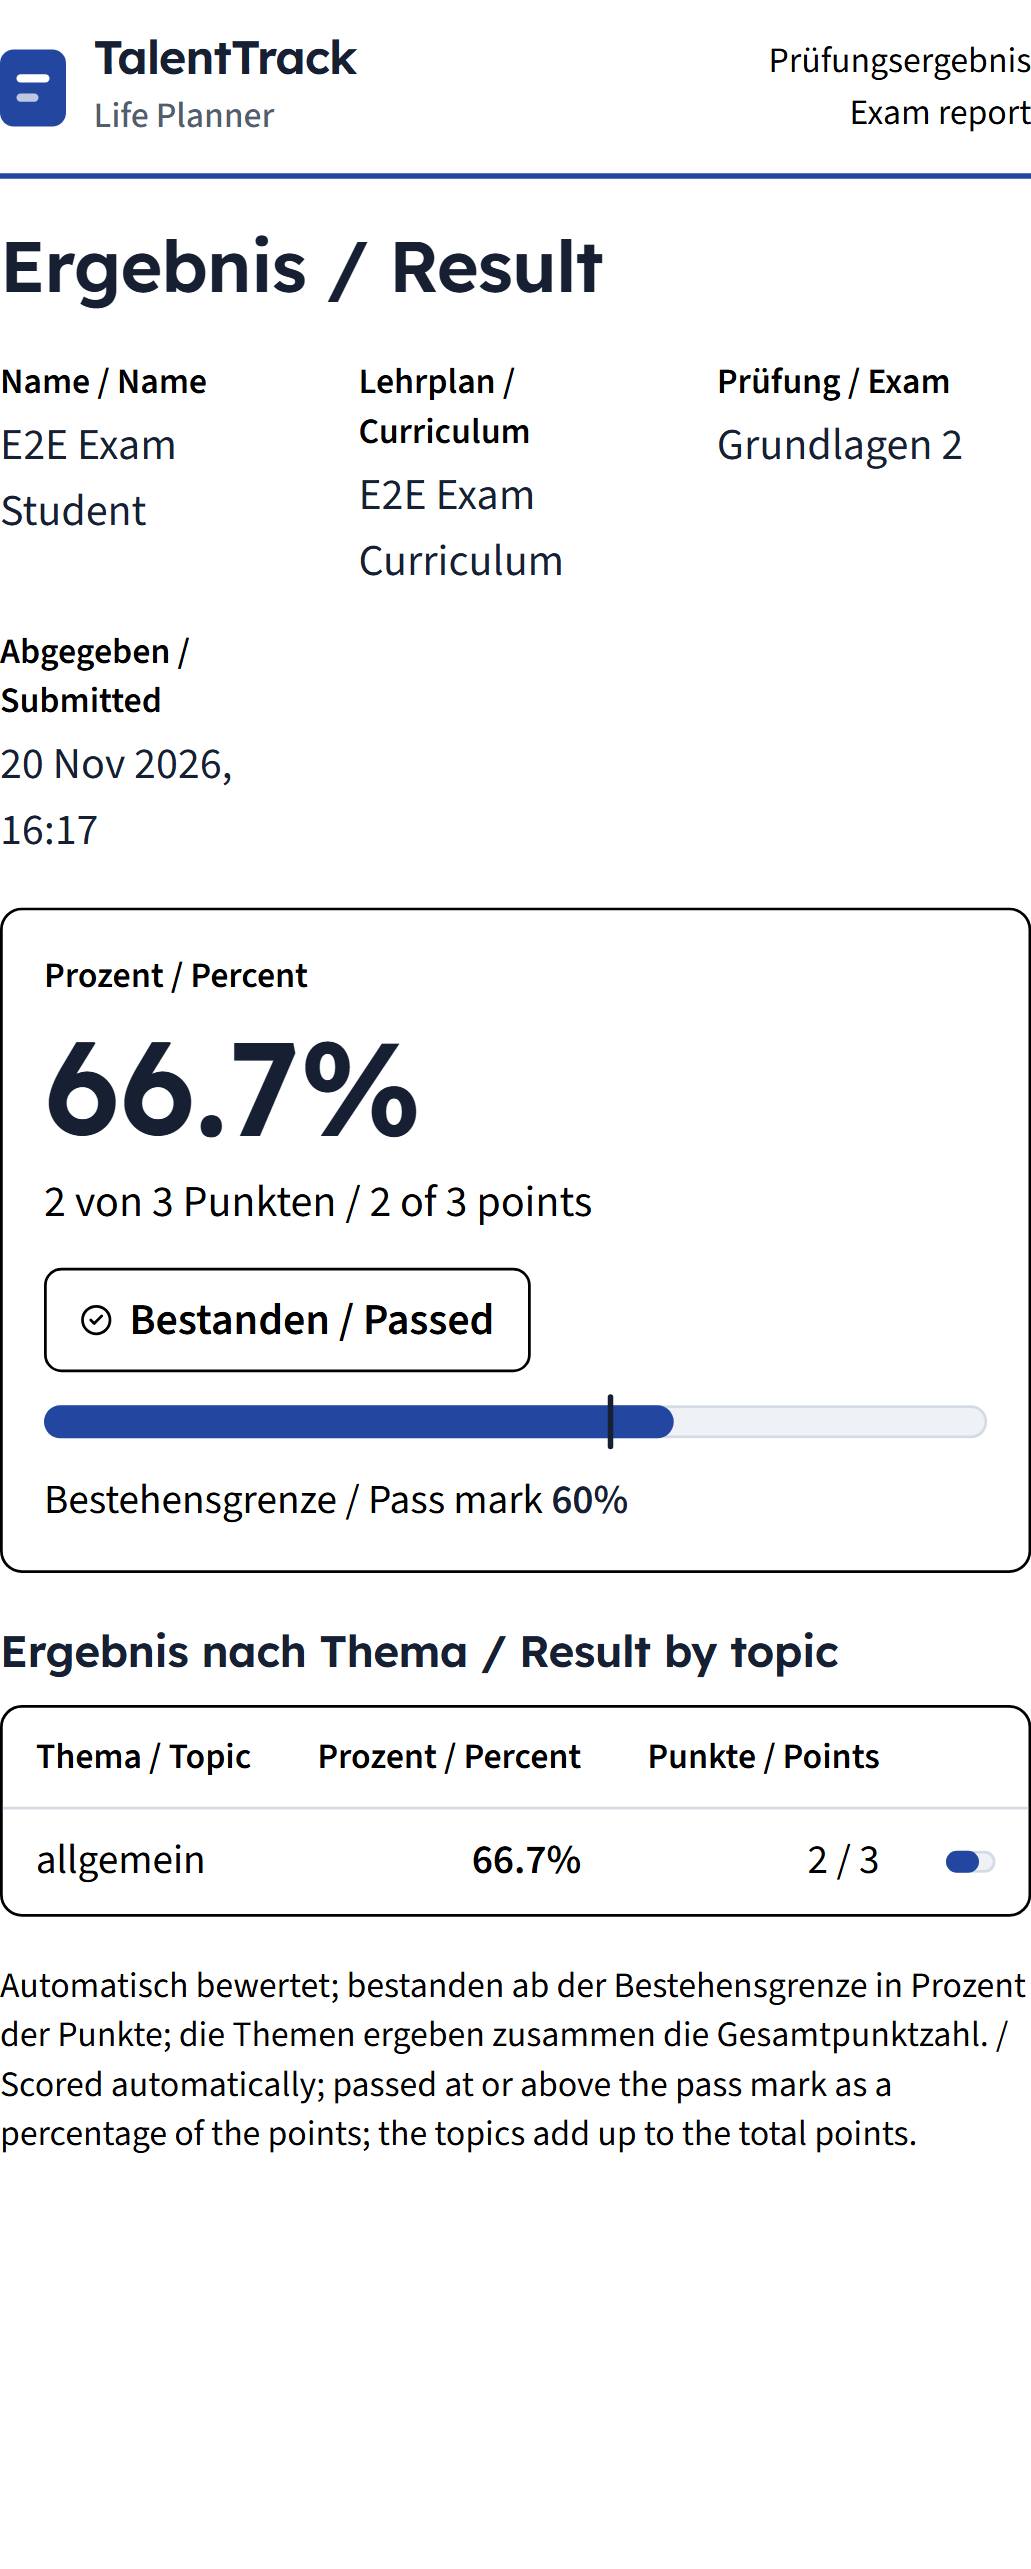 TalentTrack
Life Planner
Prüfungsergebnis
Exam report
Ergebnis / Result
Name / Name
E2E Exam
Student
Lehrplan /
Curriculum
E2E Exam
Curriculum
Prüfung / Exam
Grundlagen 2
Abgegeben /
Submitted
20 Nov 2026,
16:17
Prozent / Percent
66.7%
2 von 3 Punkten / 2 of 3 points
Bestanden / Passed
Bestehensgrenze / Pass mark 60%
Ergebnis nach Thema / Result by topic
Thema / Topic Prozent / Percent Punkte / Points
allgemein 66.7% 2 / 3
Automatisch bewertet; bestanden ab der Bestehensgrenze in Prozent
der Punkte; die Themen ergeben zusammen die Gesamtpunktzahl. /
Scored automatically; passed at or above the pass mark as a
percentage of the points; the topics add up to the total points.